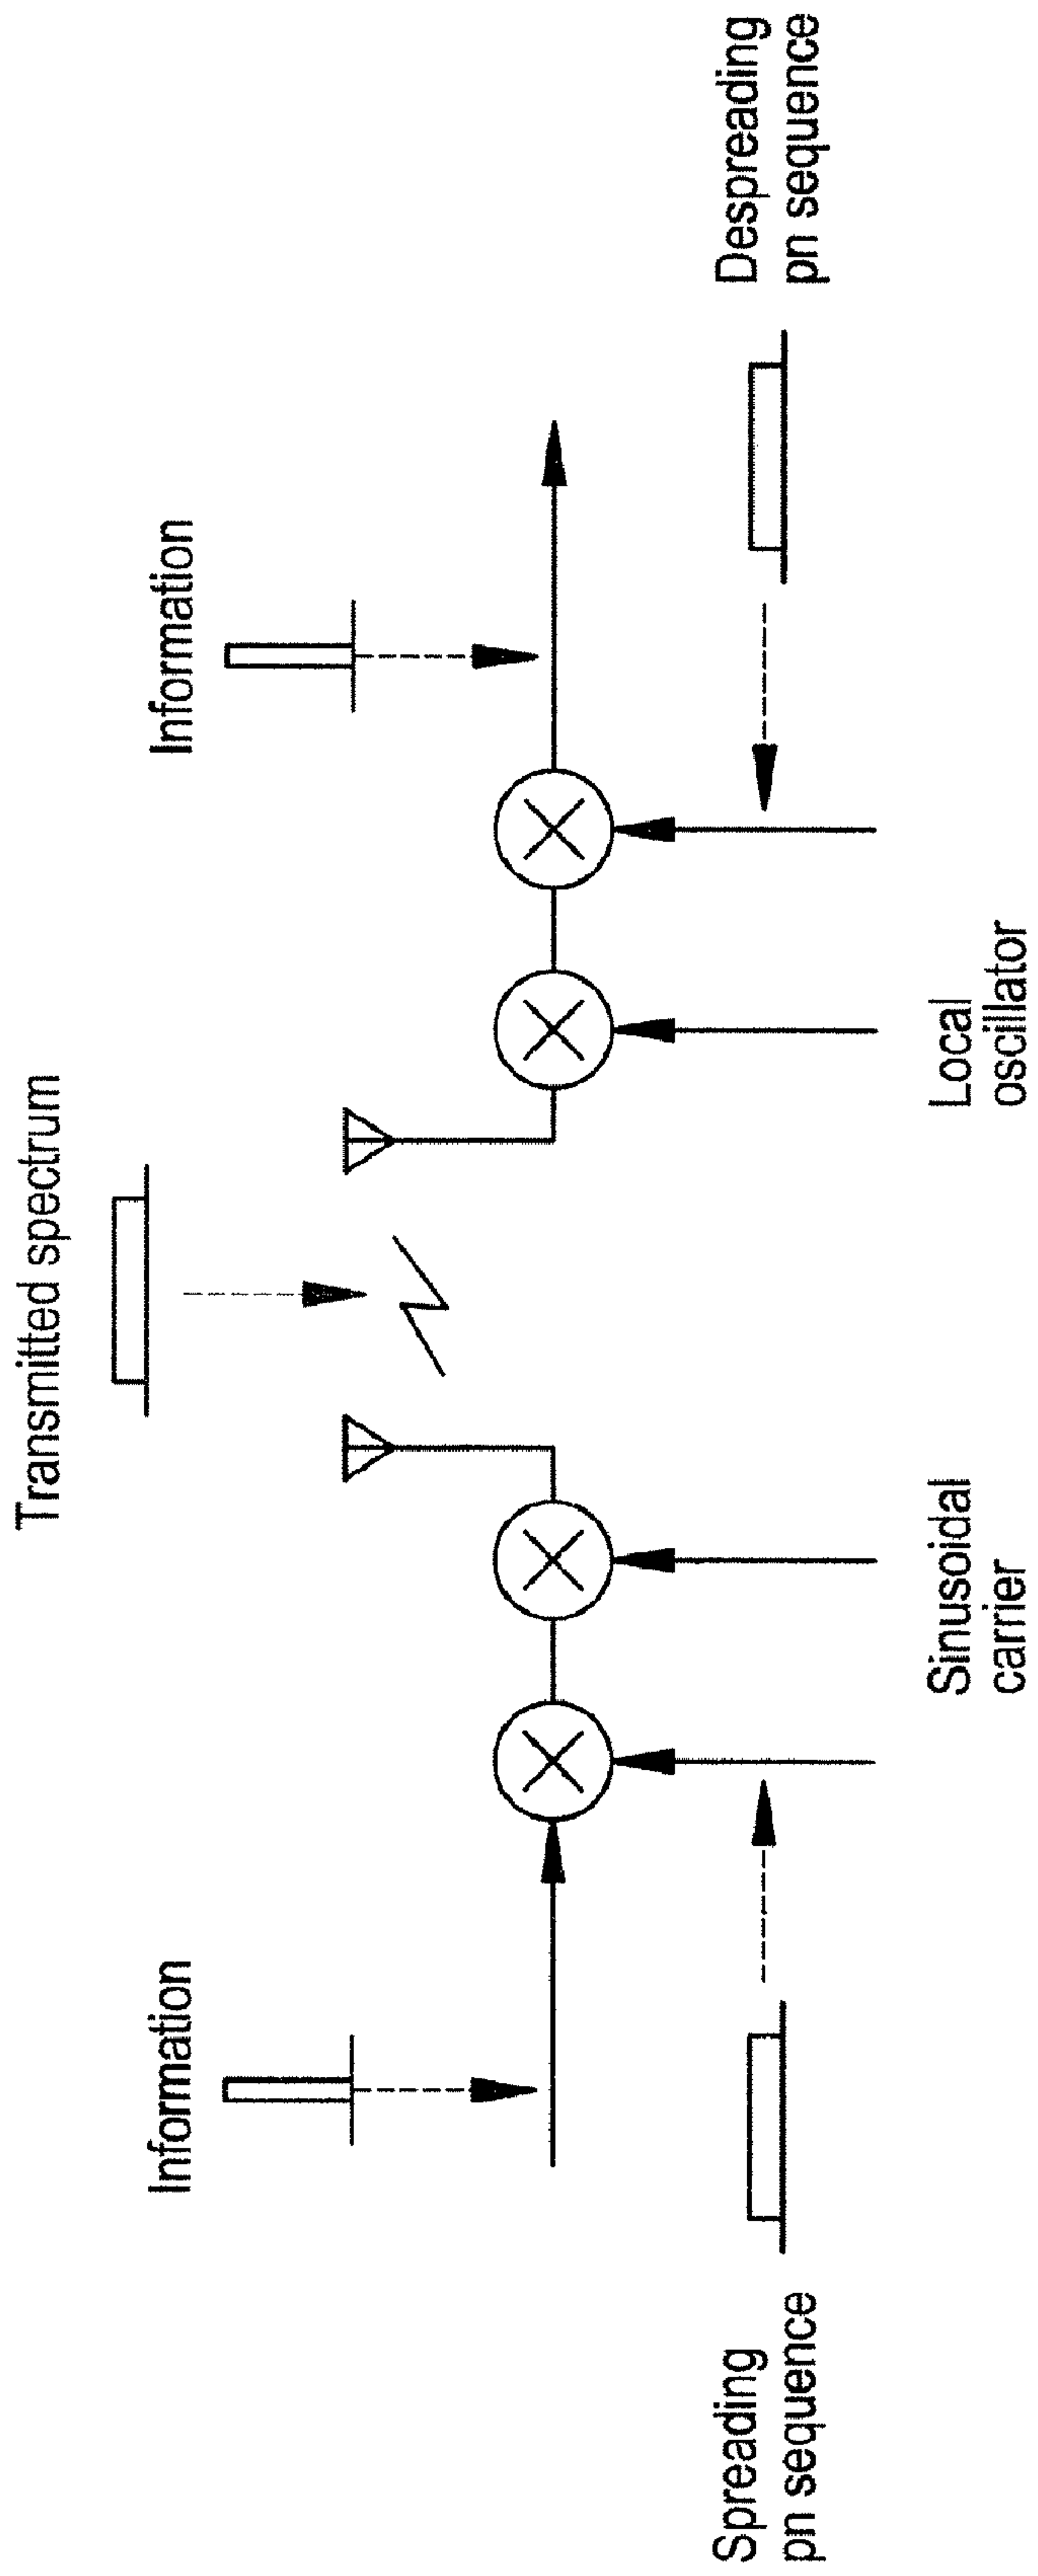 Transmitted spectrum
Information
Information
Spreading
pn sequence
Despreading
pn sequence
Sinusoidal
carrier
Local
oscillator